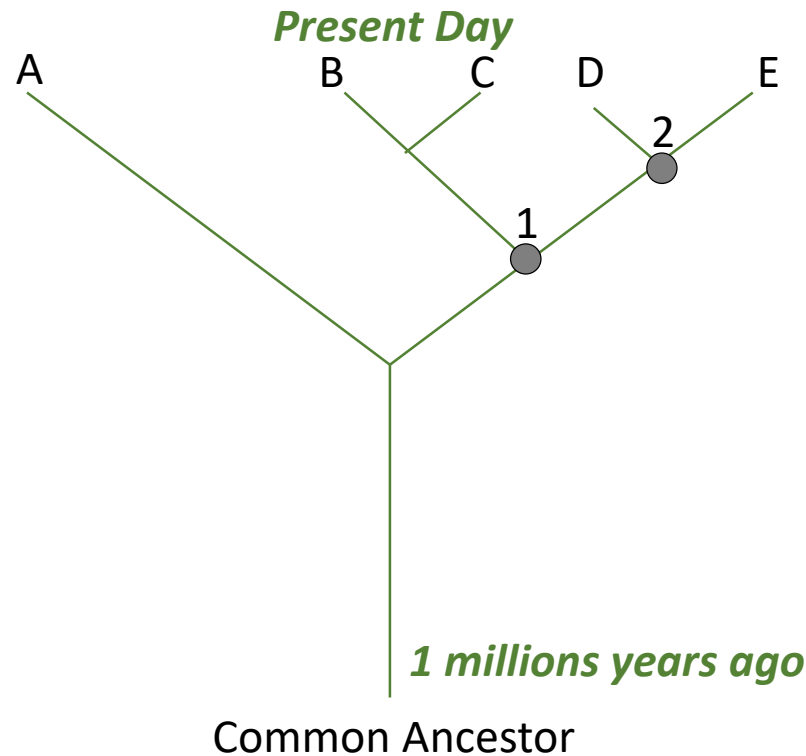 Present Day
A B C D E
2
1
1 millions years ago
Common Ancestor